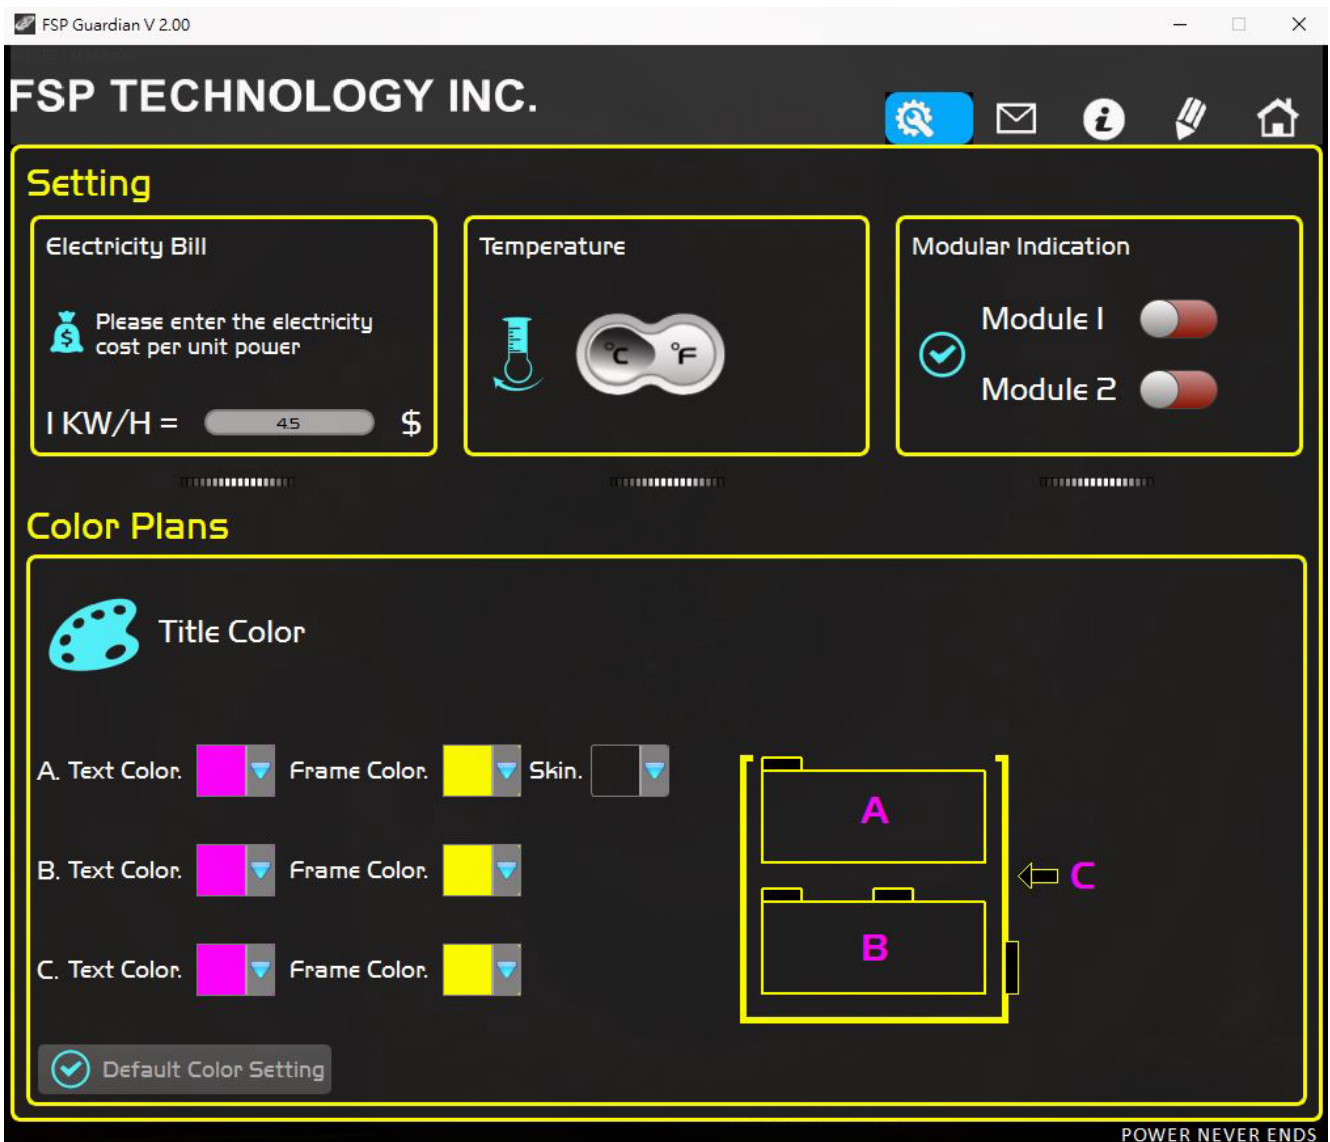 FSP Guardian V 2.00
FSP TECHNOLOGY INC.
Setting
Electricity Bill
Please enter the electricity
cost per unit power
1 KW/H = 4.5 $
Temperature
°C °F
Modular Indication
Module 1
Module 2
Color Plans
Title Color
A. Text Color. Frame Color. Skin.
B. Text Color. Frame Color.
C. Text Color. Frame Color.
A
B
C
Default Color Setting
POWER NEVER ENDS